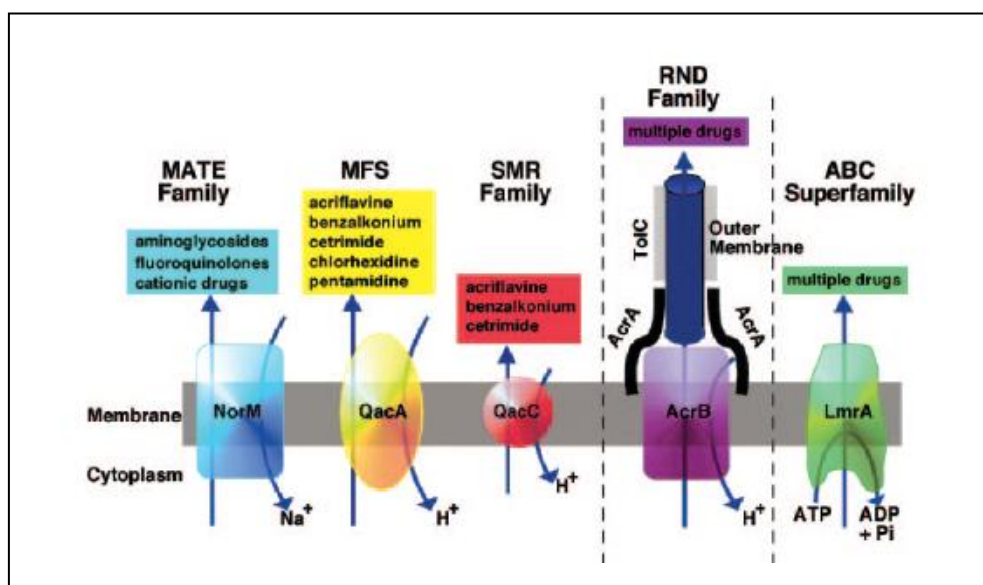 MATE
Family
aminoglycosides
fluoroquinolones
cationic drugs
NorM
Na+
MFS
acriflavine
benzalkonium
cetrimide
chlorhexidine
pentamidine
QacA
H+
SMR
Family
acriflavine
benzalkonium
cetrimide
QacC
H+
RND
Family
multiple drugs
TolC
Outer
Membrane
AcrA
AcrA
AcrB
H+
ABC
Superfamily
multiple drugs
LmrA
ATP
ADP
+ Pi
Membrane
Cytoplasm